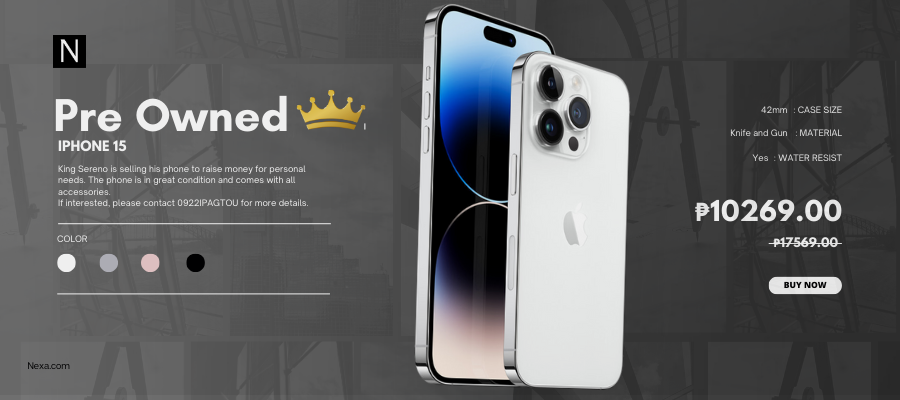 N
Pre Owned
IPHONE 15
King Sereno is selling his phone to raise money for personal
needs. The phone is in great condition and comes with all
accessories.
If interested, please contact 0922IPAGTOU for more details.
COLOR
Nexa.com
42mm : CASE SIZE
Knife and Gun : MATERIAL
Yes : WATER RESIST
₱10269.00
₱17569.00
BUY NOW